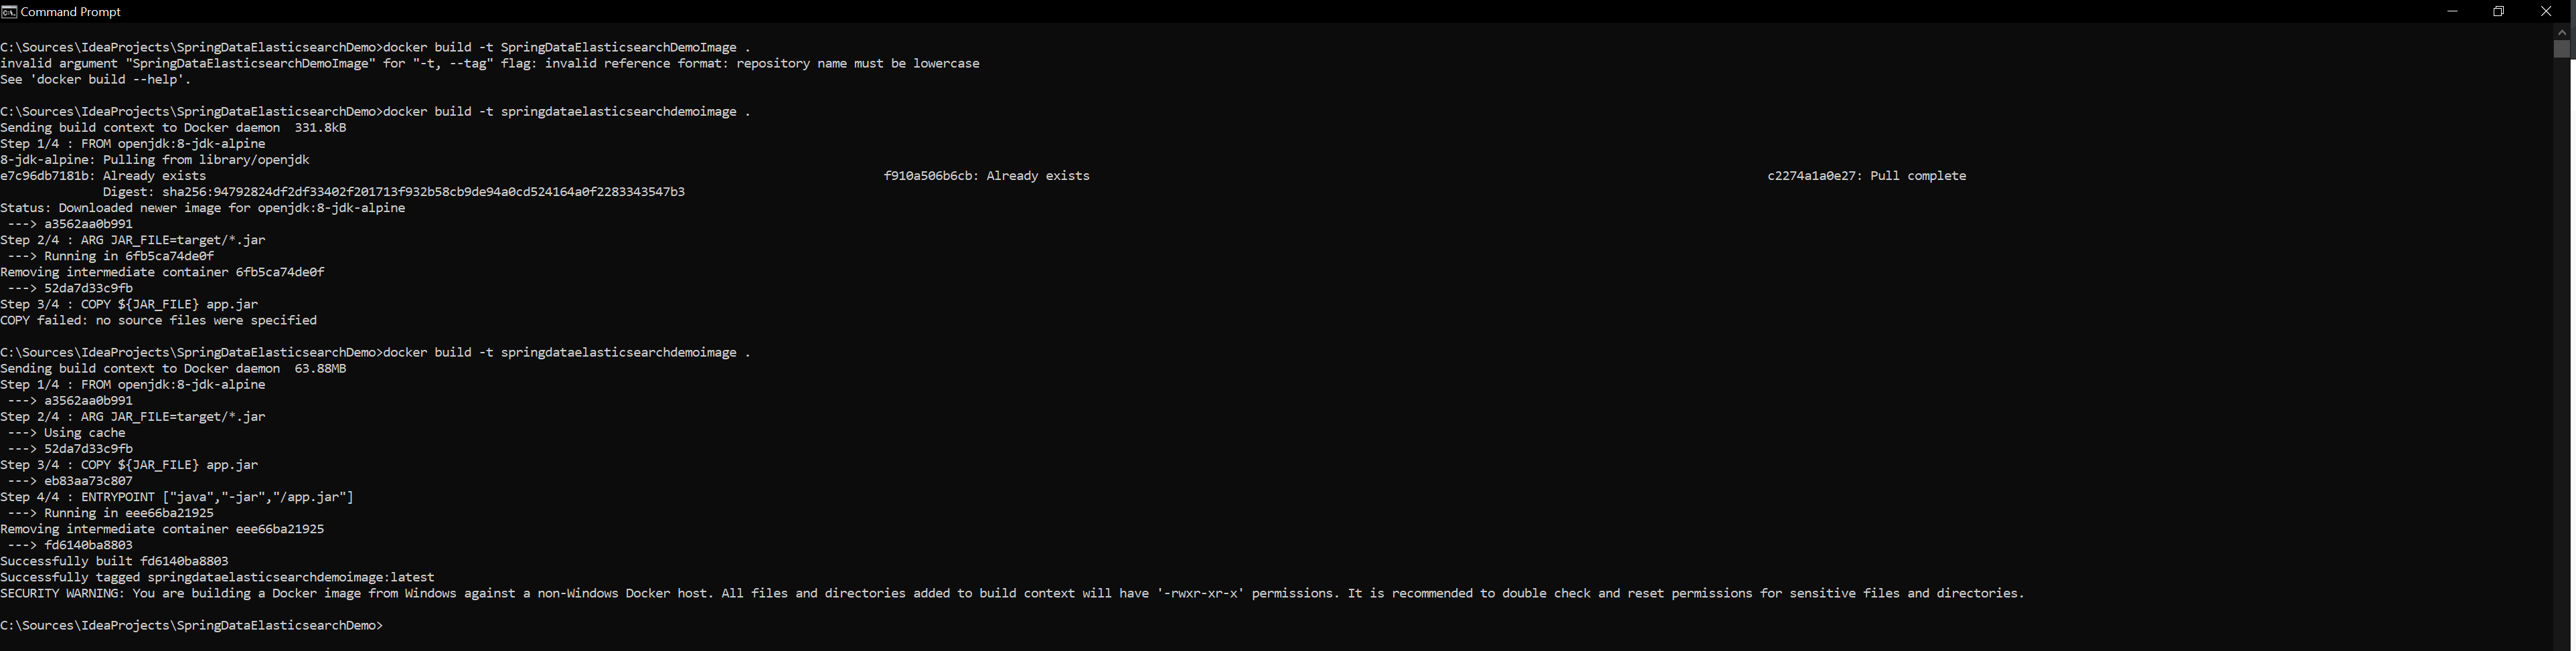 Command Prompt
C:\Sources\IdeaProjects\SpringDataElasticsearchDemo>docker build -t SpringDataElasticsearchDemoImage .
invalid argument "SpringDataElasticsearchDemoImage" for "-t, --tag" flag: invalid reference format: repository name must be lowercase
See 'docker build --help'.
C:\Sources\IdeaProjects\SpringDataElasticsearchDemo>docker build -t springdataelasticsearchdemoimage .
Sending build context to Docker daemon  331.8kB
Step 1/4 : FROM openjdk:8-jdk-alpine
8-jdk-alpine: Pulling from library/openjdk
e7c96db7181b: Already exists f910a506b6cb: Already exists c2274a1a0e27: Pull complete
Digest: sha256:94792824df2df33402f201713f932b58cb9de94a0cd524164a0f2283343547b3
Status: Downloaded newer image for openjdk:8-jdk-alpine
 ---> a3562aa0b991
Step 2/4 : ARG JAR_FILE=target/*.jar
 ---> Running in 6fb5ca74de0f
Removing intermediate container 6fb5ca74de0f
 ---> 52da7d33c9fb
Step 3/4 : COPY ${JAR_FILE} app.jar
COPY failed: no source files were specified
C:\Sources\IdeaProjects\SpringDataElasticsearchDemo>docker build -t springdataelasticsearchdemoimage .
Sending build context to Docker daemon  63.88MB
Step 1/4 : FROM openjdk:8-jdk-alpine
 ---> a3562aa0b991
Step 2/4 : ARG JAR_FILE=target/*.jar
 ---> Using cache
 ---> 52da7d33c9fb
Step 3/4 : COPY ${JAR_FILE} app.jar
 ---> eb83aa73c807
Step 4/4 : ENTRYPOINT ["java","-jar","/app.jar"]
 ---> Running in eee66ba21925
Removing intermediate container eee66ba21925
 ---> fd6140ba8803
Successfully built fd6140ba8803
Successfully tagged springdataelasticsearchdemoimage:latest
SECURITY WARNING: You are building a Docker image from Windows against a non-Windows Docker host. All files and directories added to build context will have '-rwxr-xr-x' permissions. It is recommended to double check and reset permissions for sensitive files and directories.
C:\Sources\IdeaProjects\SpringDataElasticsearchDemo>